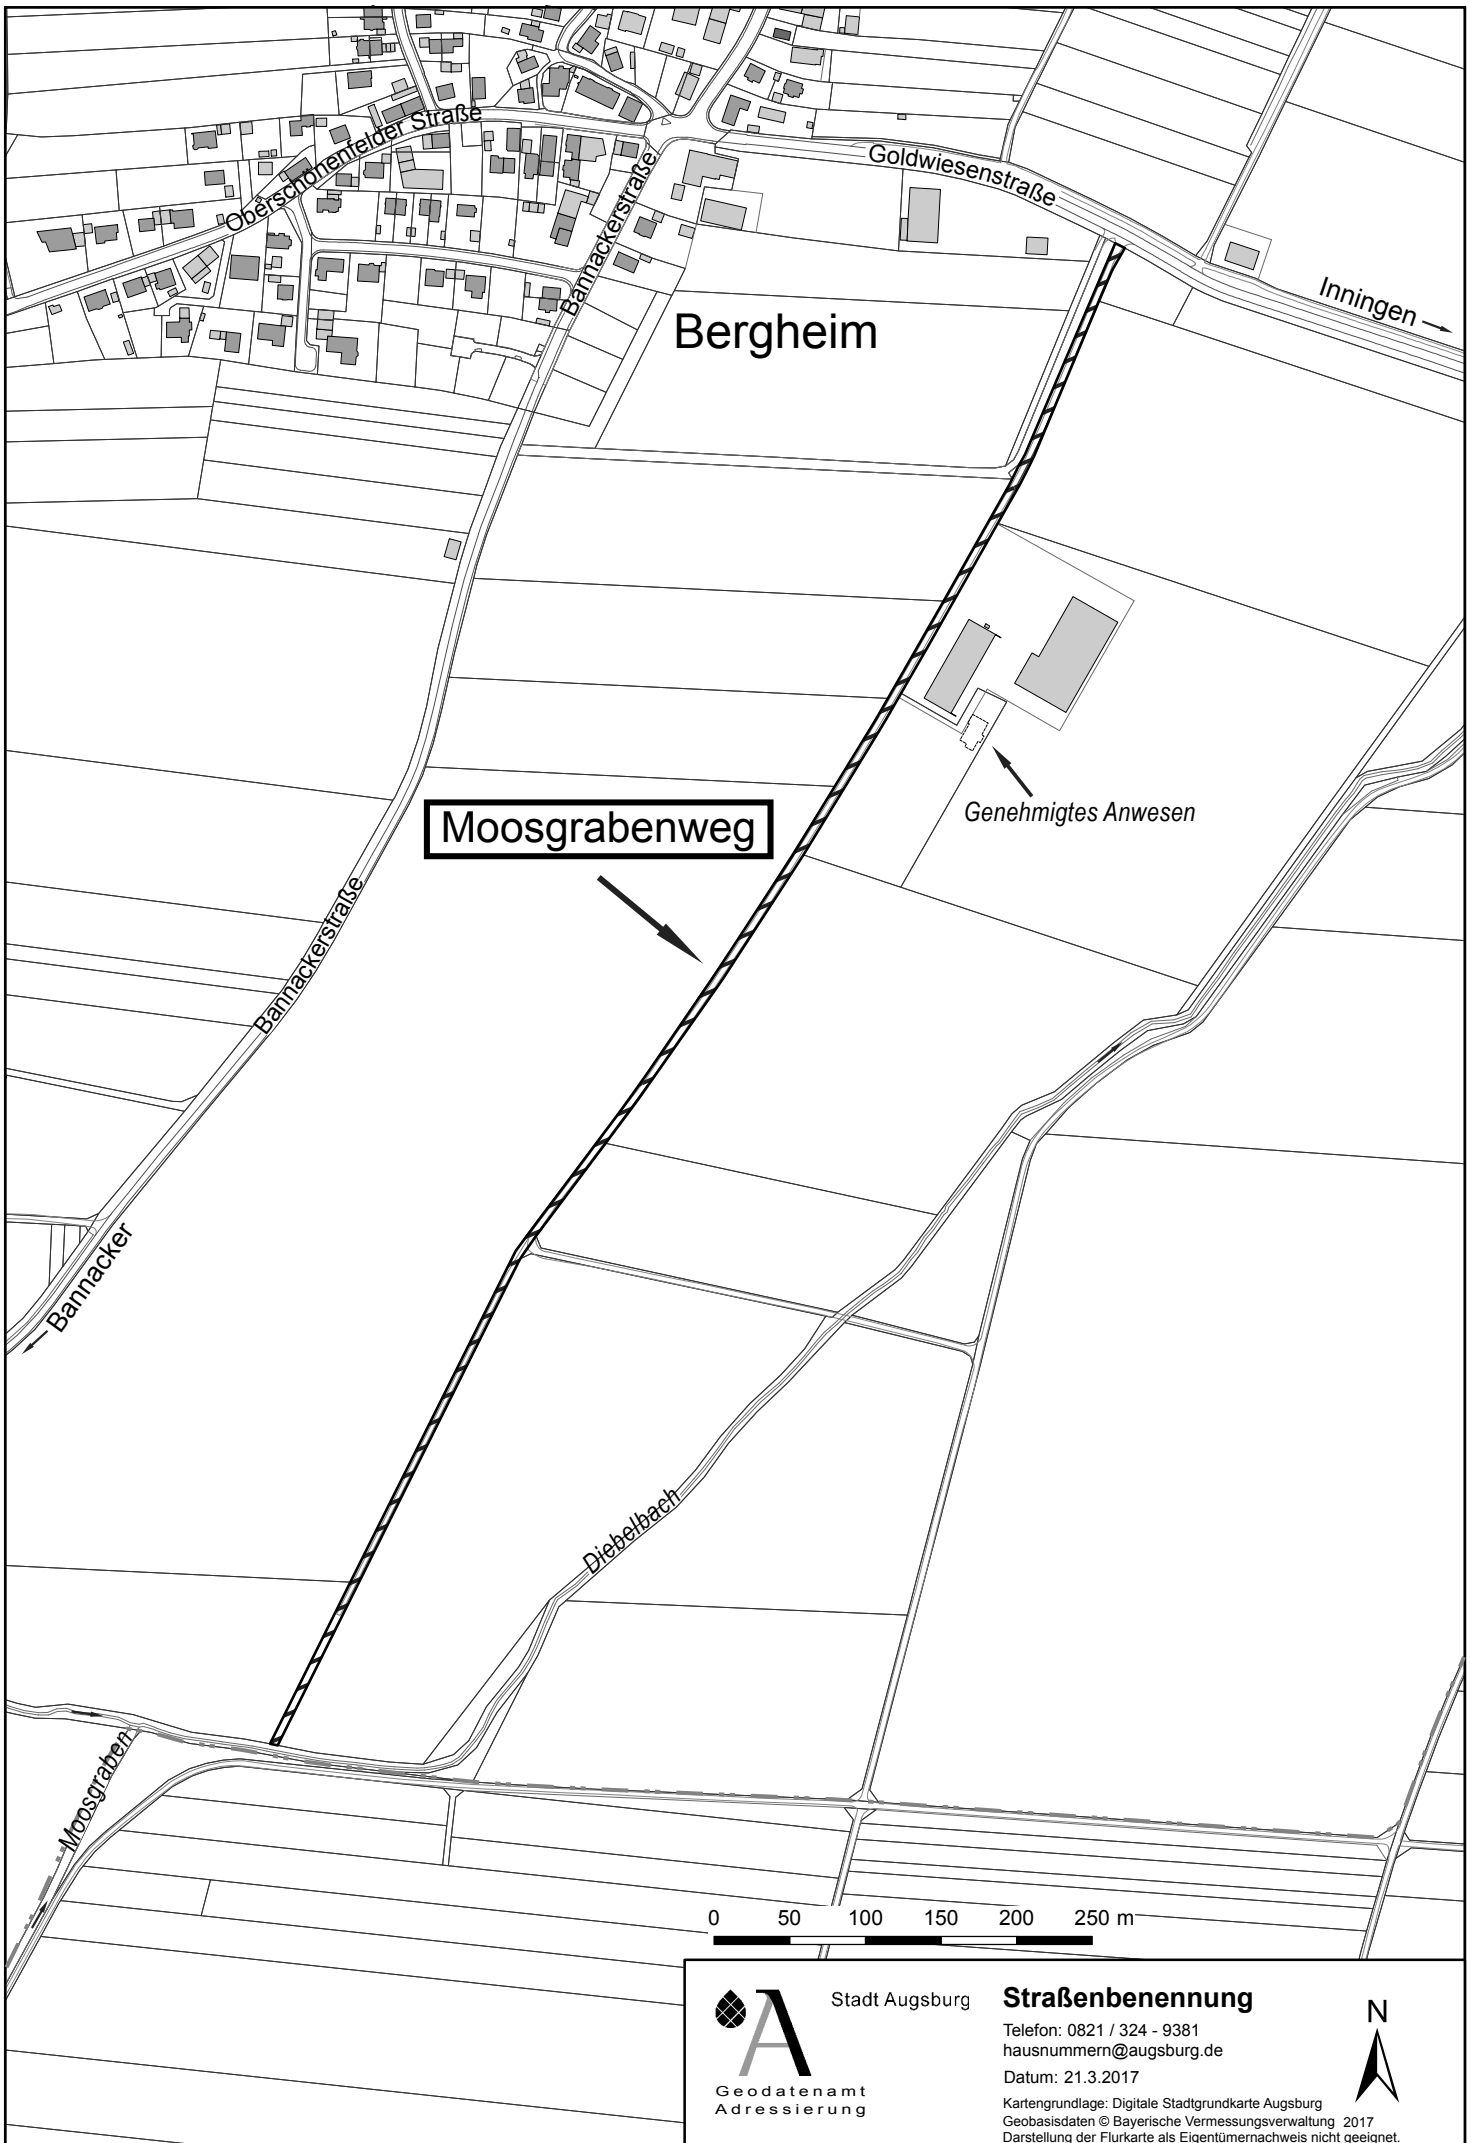 Oberschönenfelder Straße
Bannackerstraße
Goldwiesenstraße
Inningen
Bergheim
Genehmigtes Anwesen
Moosgrabenweg
Bannackerstraße
Bannacker
Diebelbach
Moosgraben
0 50 100 150 200 250 m
Stadt Augsburg
A
Geodatenamt
Adressierung
Straßenbenennung
Telefon: 0821 / 324 - 9381
hausnummern@augsburg.de
Datum: 21.3.2017
Kartengrundlage: Digitale Stadtgrundkarte Augsburg
Geobasisdaten © Bayerische Vermessungsverwaltung 2017
Darstellung der Flurkarte als Eigentümernachweis nicht geeignet.
N